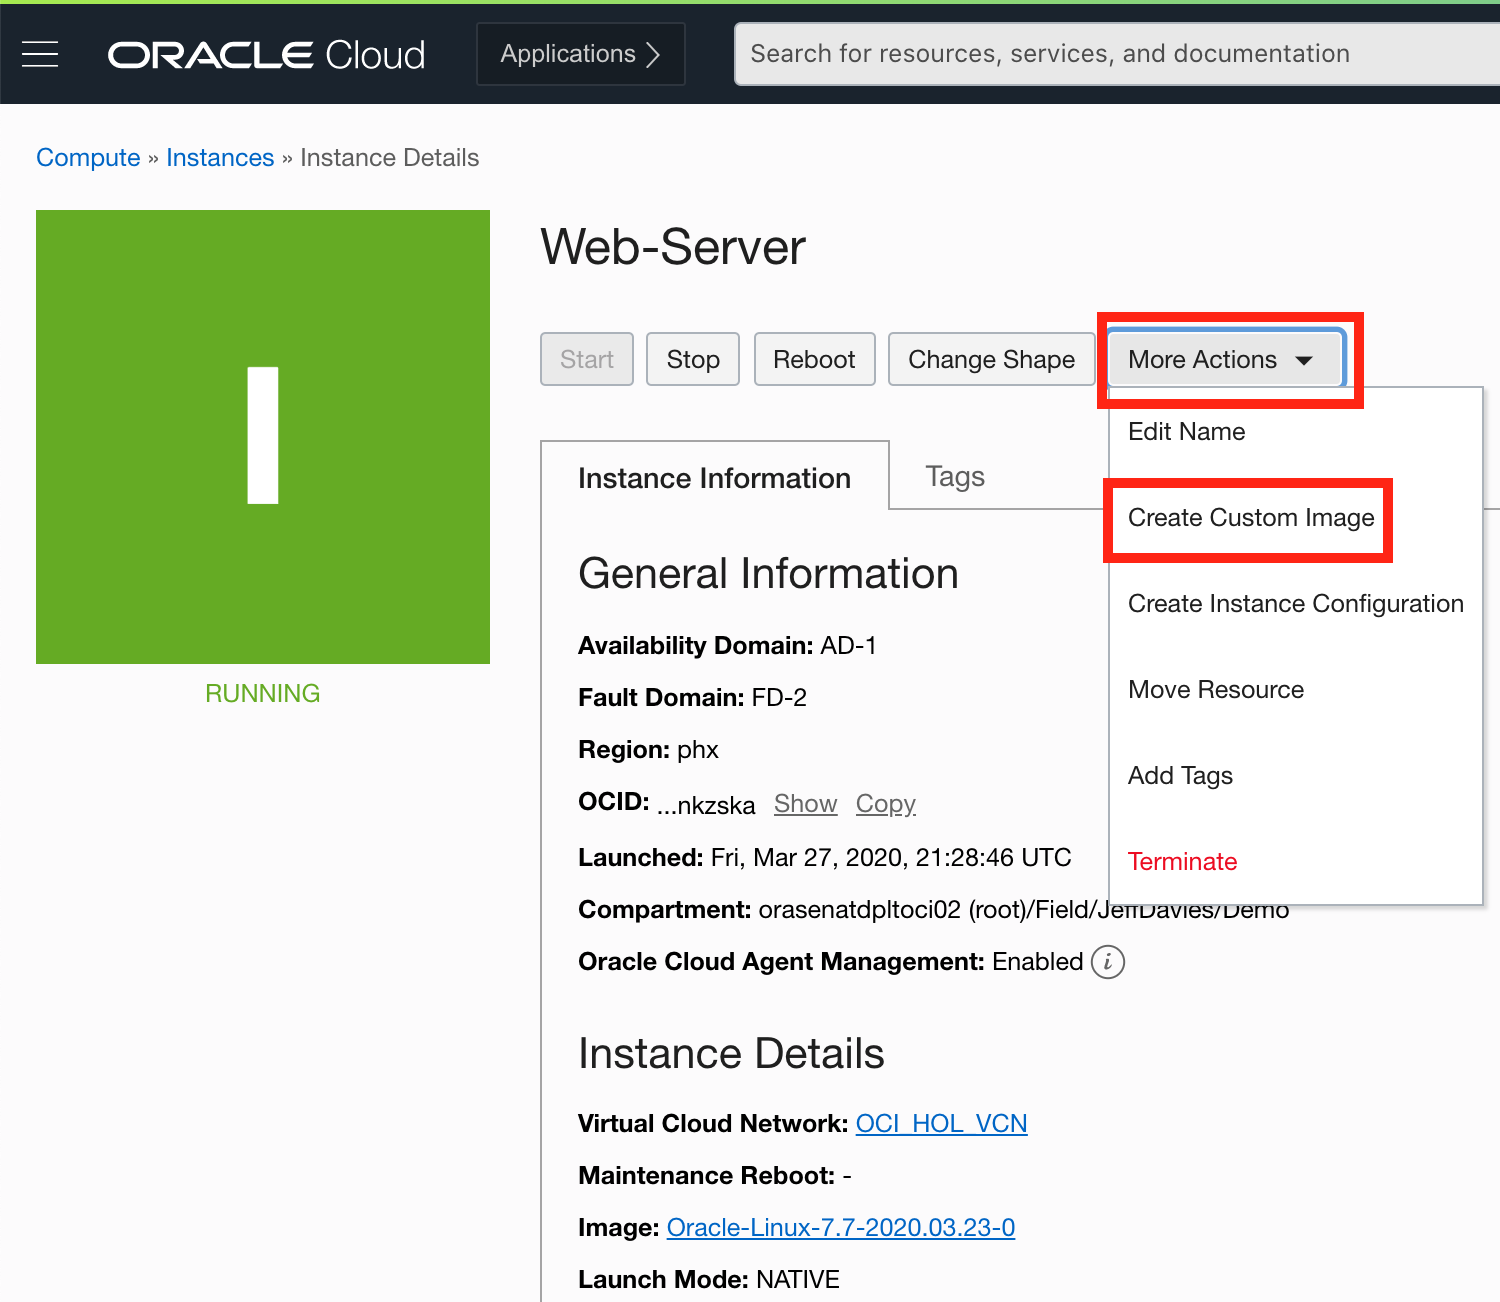 ORACLE Cloud
Applications
Search for resources, services, and documentation
Compute » Instances » Instance Details
I
RUNNING
Web-Server
Start Stop Reboot Change Shape More Actions
Edit Name
Create Custom Image
Create Instance Configuration
Move Resource
Add Tags
Terminate
Instance Information Tags
General Information
Availability Domain: AD-1
Fault Domain: FD-2
Region: phx
OCID: ...nkzska Show Copy
Launched: Fri, Mar 27, 2020, 21:28:46 UTC
Compartment: orasenatdpltoci02 (root)/Field/JeffDavies/Demo
Oracle Cloud Agent Management: Enabled i
Instance Details
Virtual Cloud Network: OCI_HOL_VCN
Maintenance Reboot: -
Image: Oracle-Linux-7.7-2020.03.23-0
Launch Mode: NATIVE